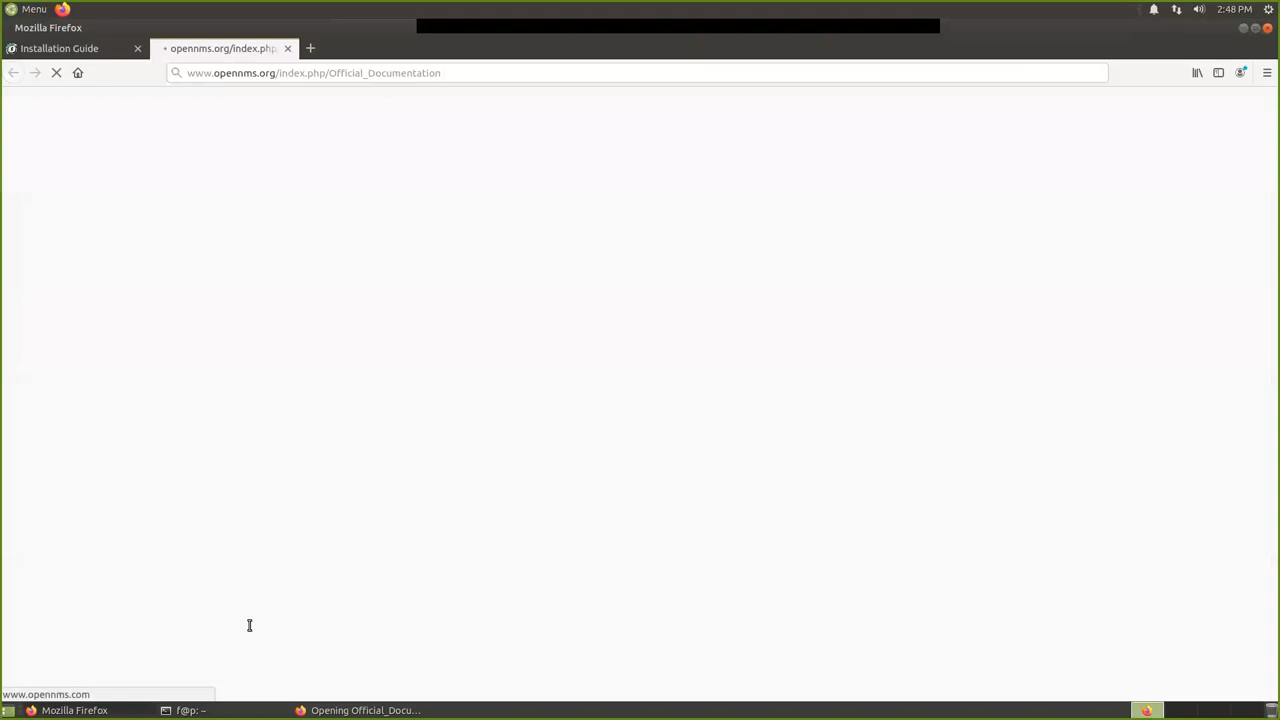 Menu
2:48 PM
Mozilla Firefox
Installation Guide
opennms.org/index.php
www.opennms.org/index.php/Official_Documentation
www.opennms.com
Mozilla Firefox
f@p: ~
Opening Official_Docu...